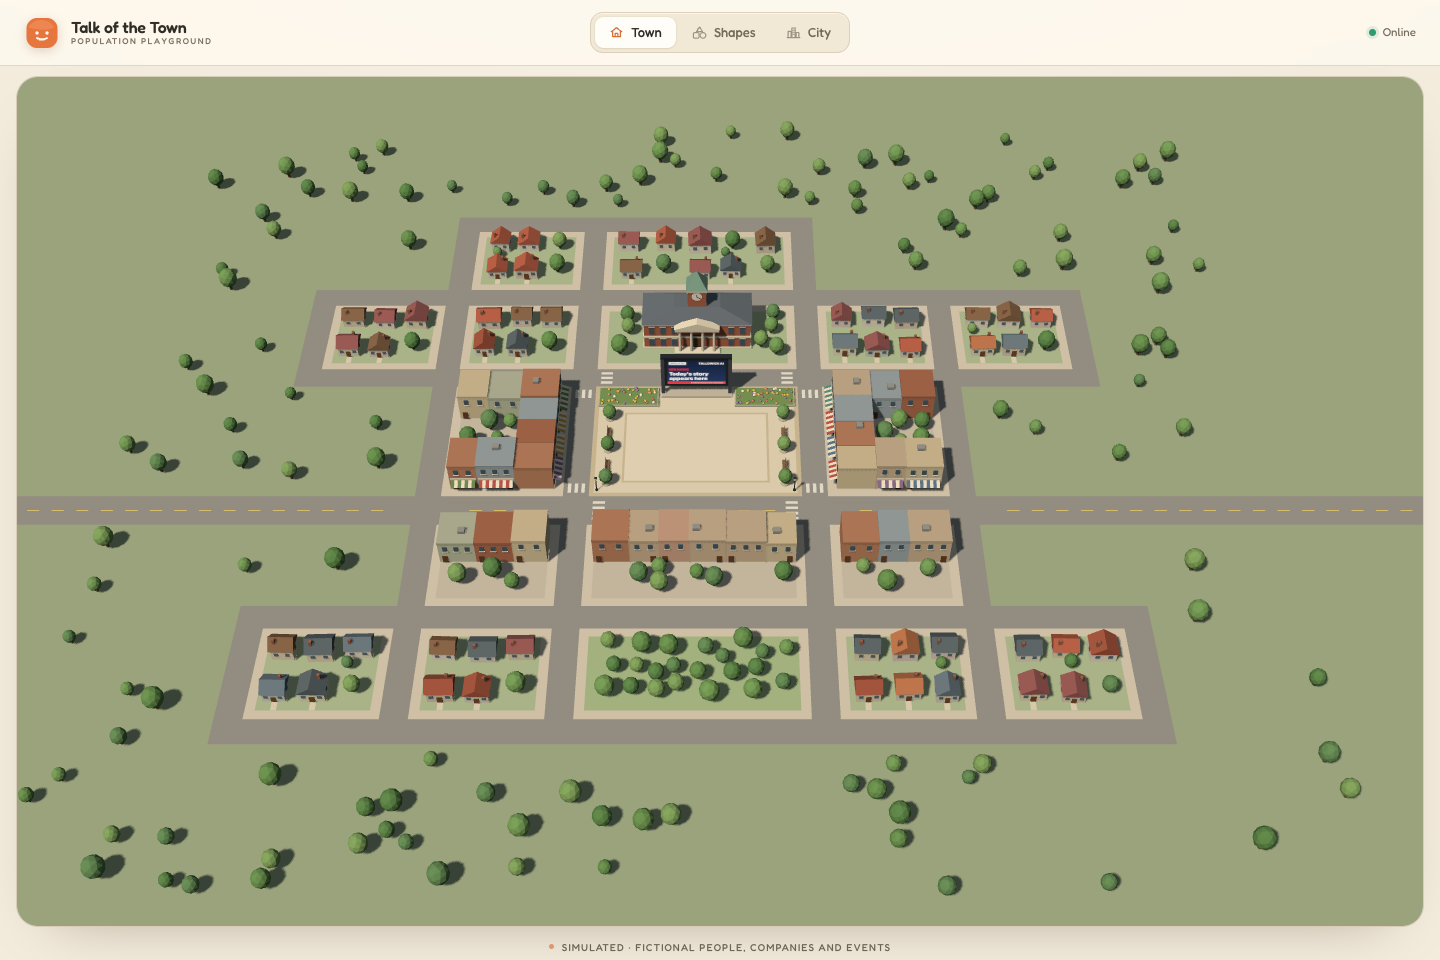 Talk of the Town
POPULATION PLAYGROUND
Town
Shapes
City
Online
Today's story
appears here
SIMULATED · FICTIONAL PEOPLE, COMPANIES AND EVENTS